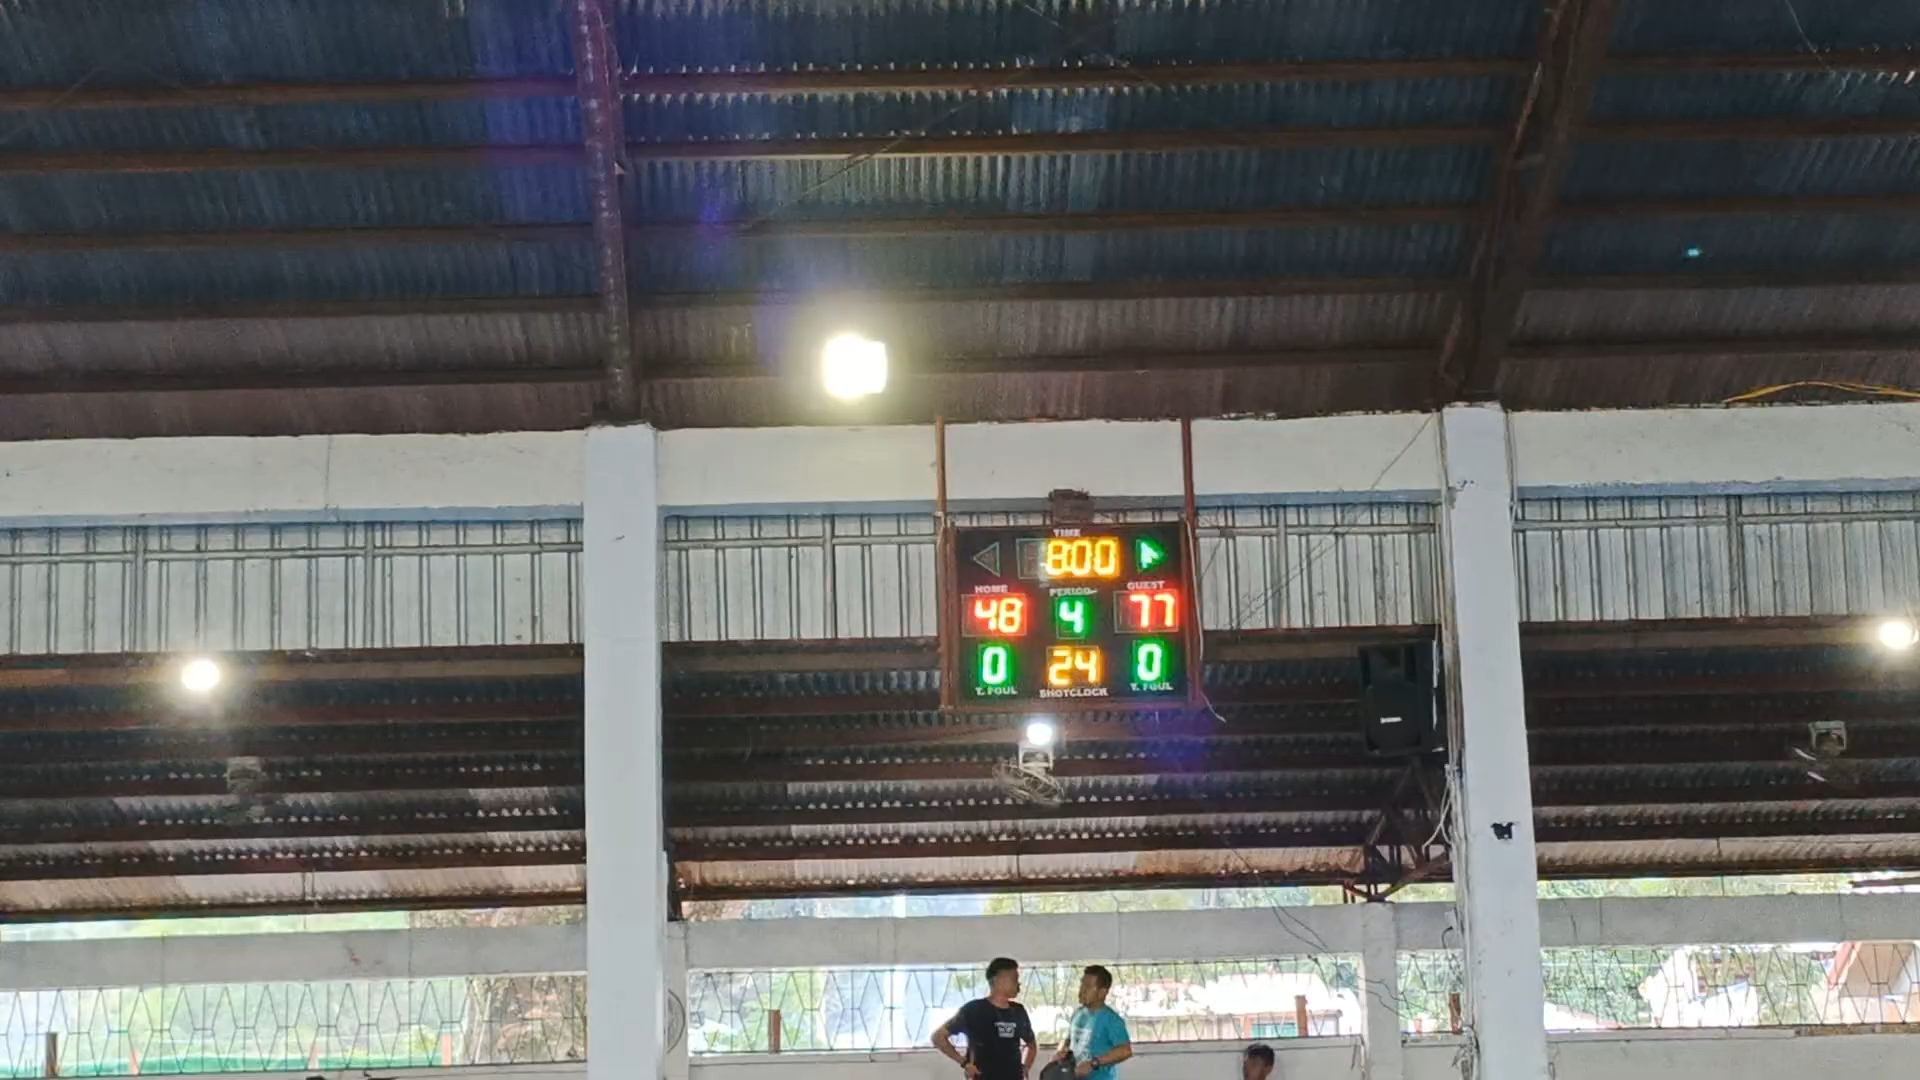 TIME
8:00
HOME PERIOD GUEST
48 4 77
0 24 0
T. FOUL SHOTCLOCK T. FOUL